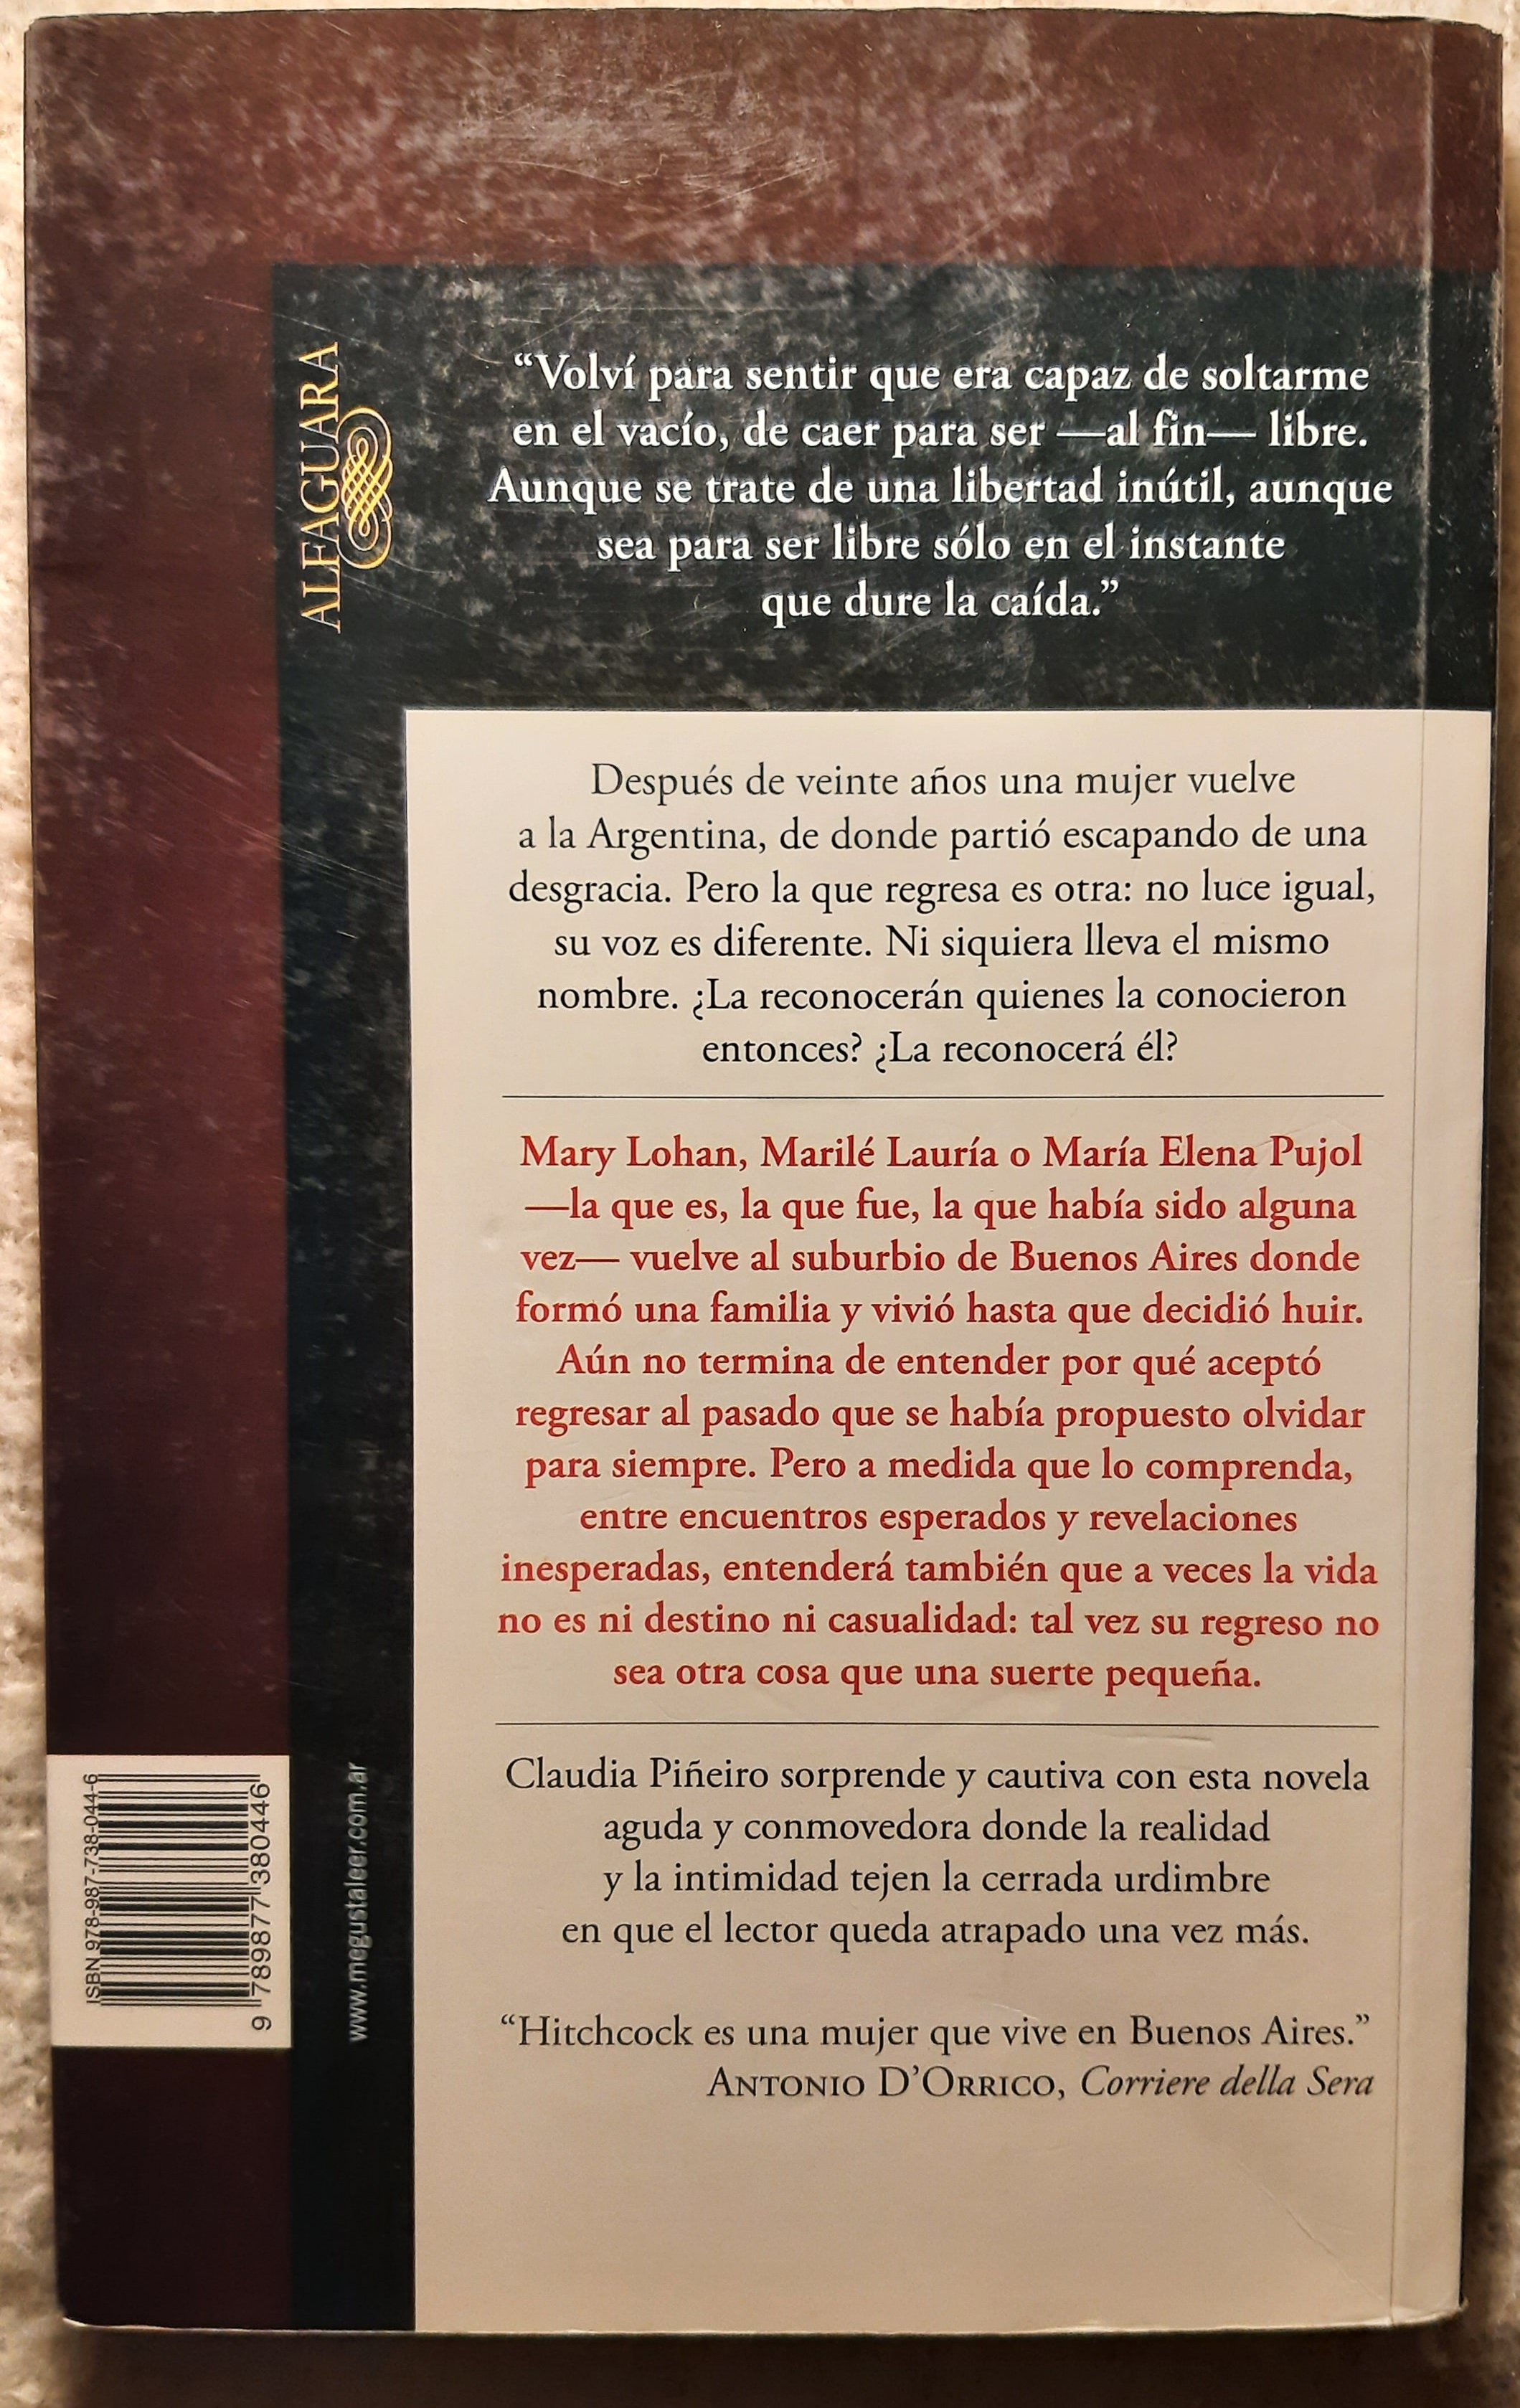 ALFAGUARA
“Volví para sentir que era capaz de soltarme
en el vacío, de caer para ser —al fin— libre.
Aunque se trate de una libertad inútil, aunque
sea para ser libre sólo en el instante
que dure la caída.”
Después de veinte años una mujer vuelve
a la Argentina, de donde partió escapando de una
desgracia. Pero la que regresa es otra: no luce igual,
su voz es diferente. Ni siquiera lleva el mismo
nombre. ¿La reconocerán quienes la conocieron
entonces? ¿La reconocerá él?
Mary Lohan, Marilé Lauría o María Elena Pujol
—la que es, la que fue, la que había sido alguna
vez— vuelve al suburbio de Buenos Aires donde
formó una familia y vivió hasta que decidió huir.
Aún no termina de entender por qué aceptó
regresar al pasado que se había propuesto olvidar
para siempre. Pero a medida que lo comprenda,
entre encuentros esperados y revelaciones
inesperadas, entenderá también que a veces la vida
no es ni destino ni casualidad: tal vez su regreso no
sea otra cosa que una suerte pequeña.
Claudia Piñeiro sorprende y cautiva con esta novela
aguda y conmovedora donde la realidad
y la intimidad tejen la cerrada urdimbre
en que el lector queda atrapado una vez más.
“Hitchcock es una mujer que vive en Buenos Aires.”
ANTONIO D’ORRICO, Corriere della Sera
www.megustaleer.com.ar
ISBN 978-987-738-044-6
9 789877 380446